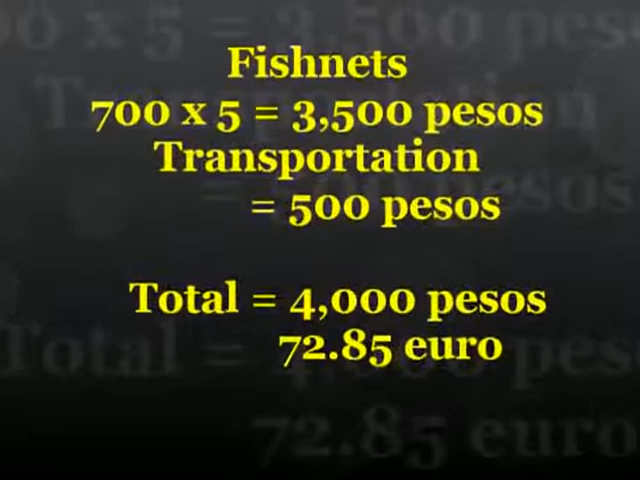 Fishnets
700 x 5 = 3,500 pesos
Transportation
= 500 pesos
Total = 4,000 pesos
72.85 euro